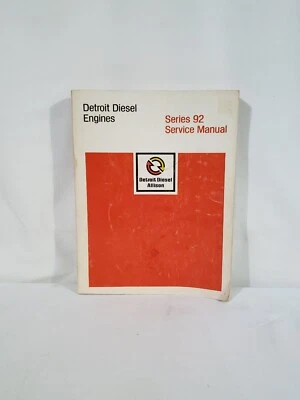 Detroit Diesel
Engines
Series 92
Service Manual
Detroit Diesel
Allison